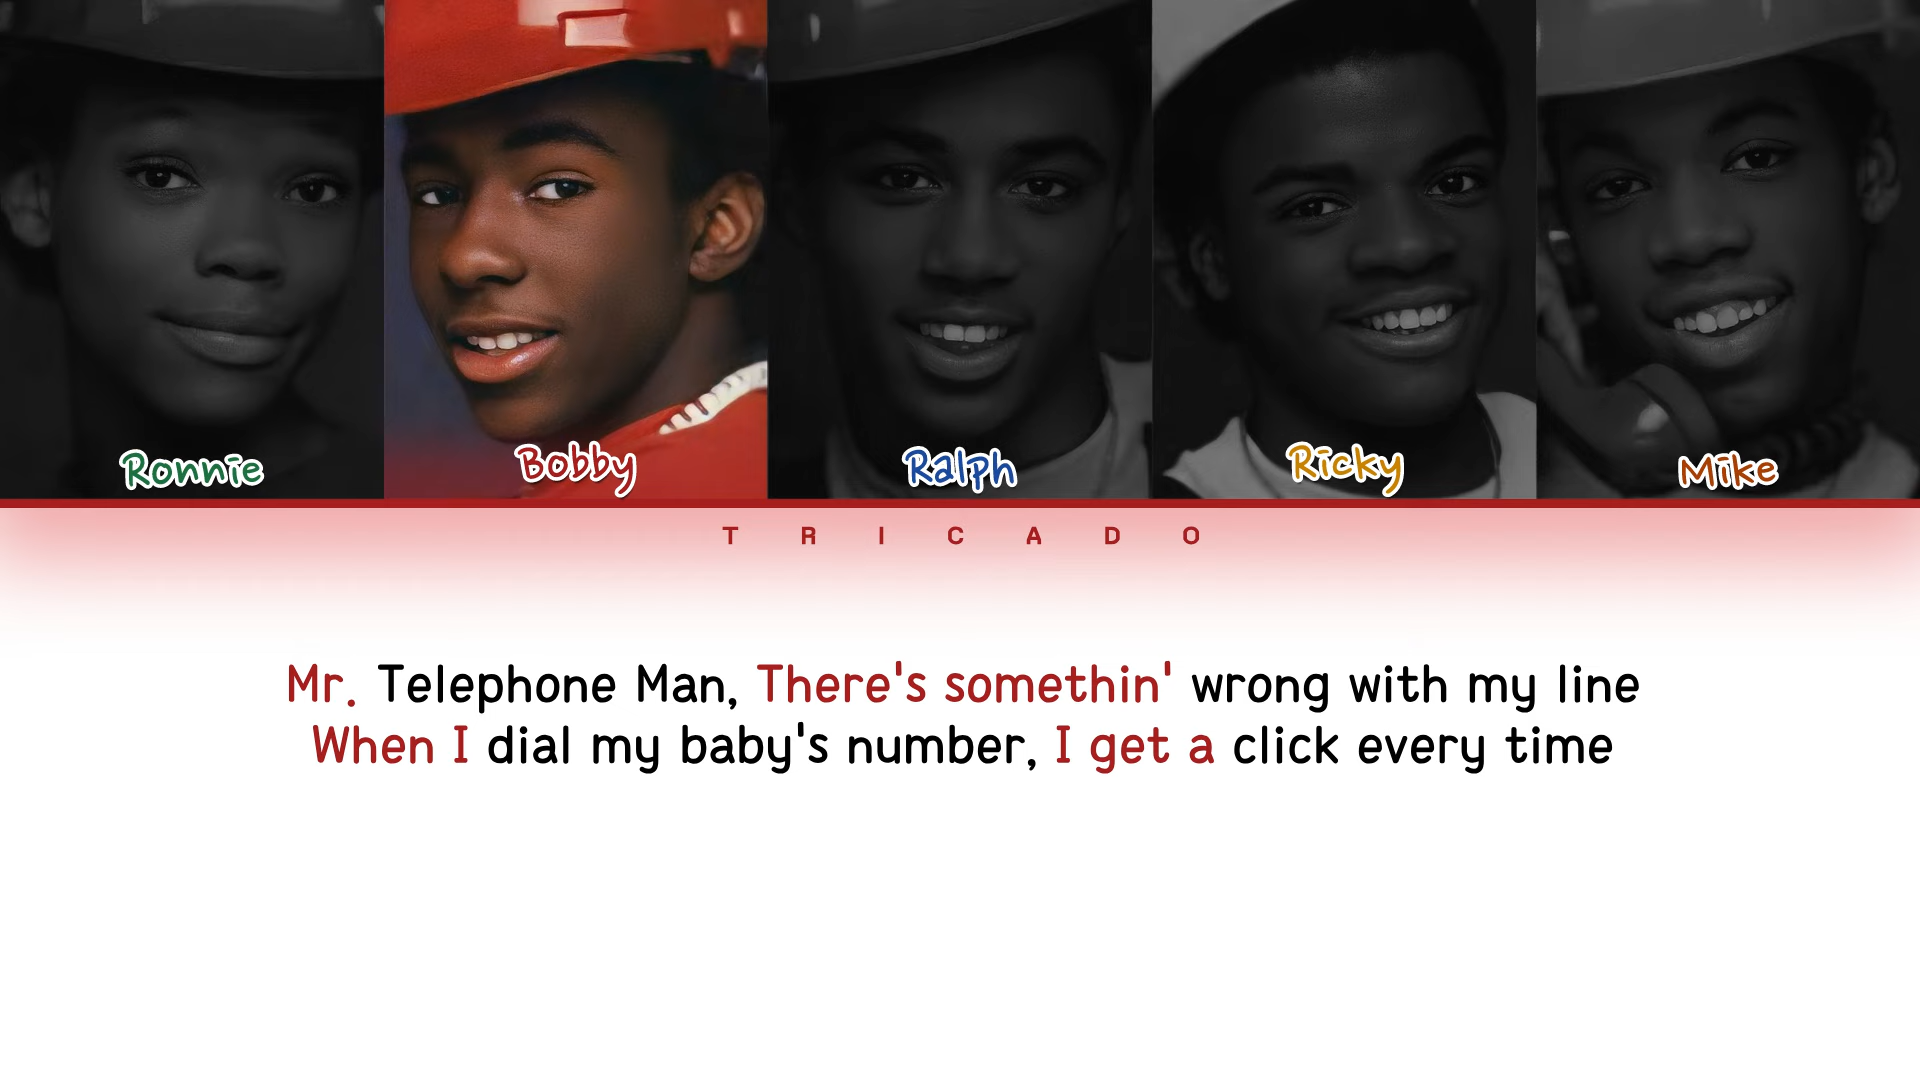 Ronnie Bobby Ralph Ricky Mike
TRICADO
Mr. Telephone Man, There's somethin' wrong with my line
When I dial my baby's number, I get a click every time